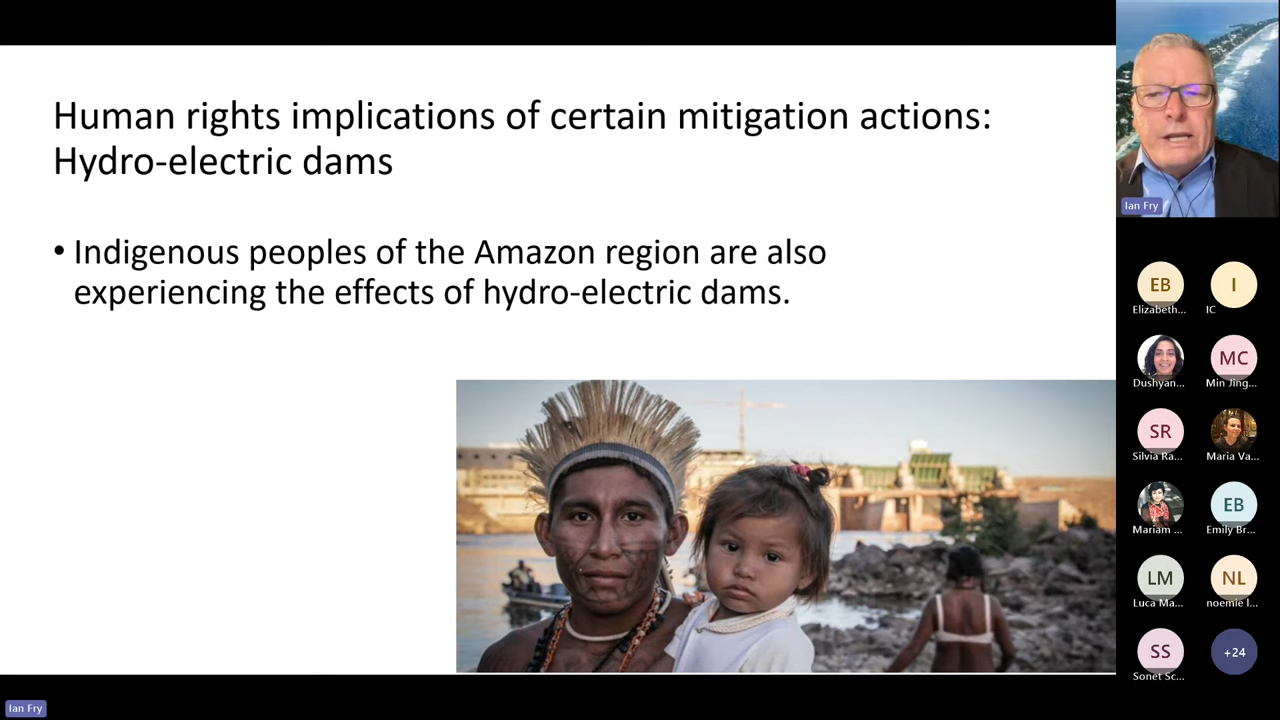 Human rights implications of certain mitigation actions:
Hydro-electric dams
• Indigenous peoples of the Amazon region are also
experiencing the effects of hydro-electric dams.
Ian Fry
EB
I
Elizabeth...
IC
MC
Dushyan...
Min Jing...
SR
Silvia Ra...
Maria Va...
EB
Mariam ...
Emily Br...
LM
NL
Luca Ma...
noemie l...
SS
+24
Sonet Sc...
Ian Fry